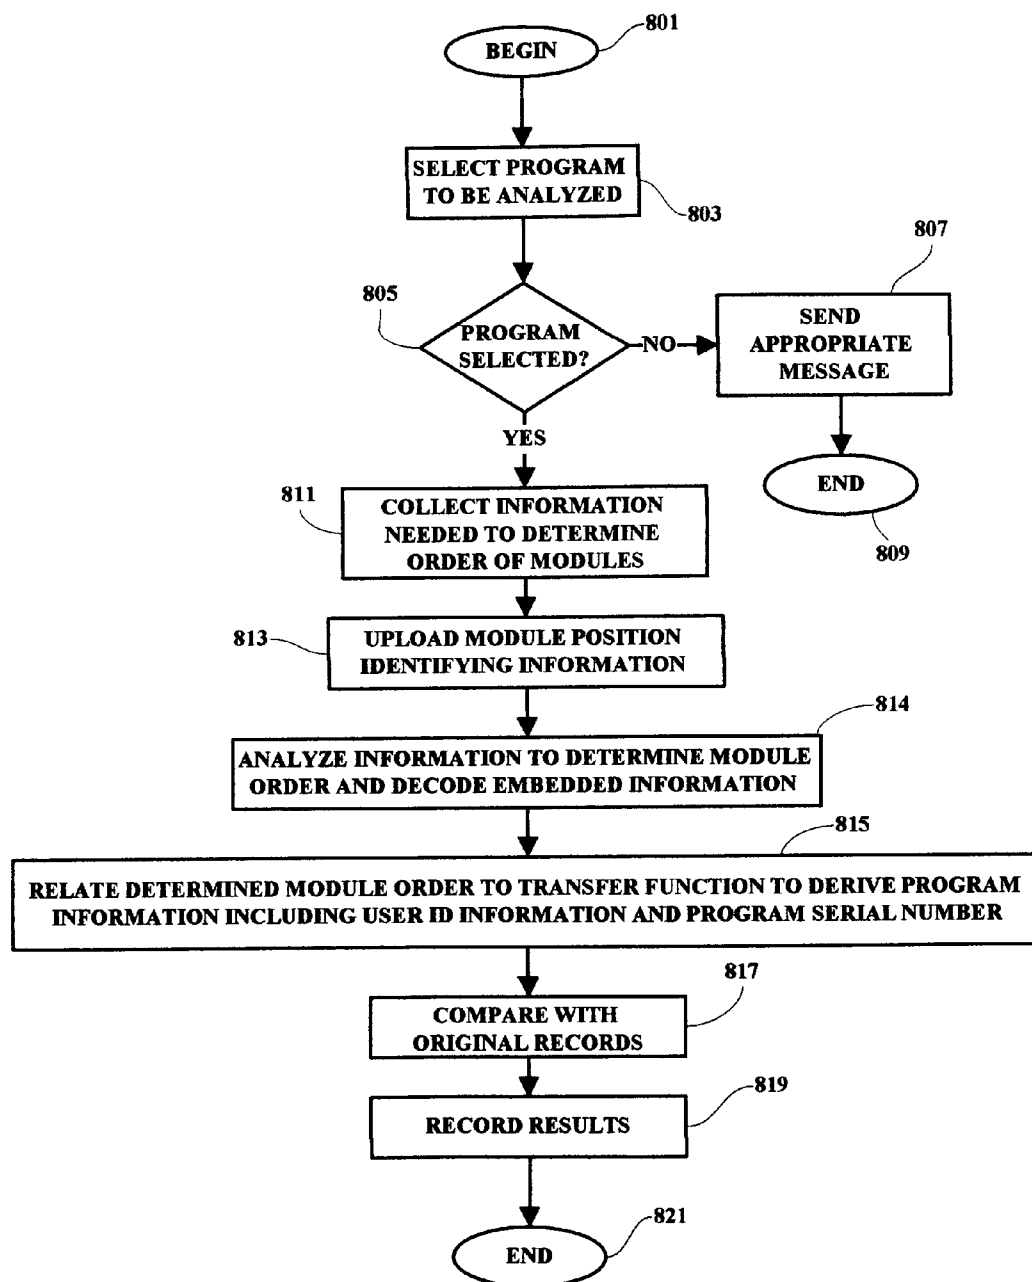 801
BEGIN
SELECT PROGRAM
TO BE ANALYZED
803
807
805
PROGRAM
SELECTED?
NO
SEND
APPROPRIATE
MESSAGE
YES
END
809
811
COLLECT INFORMATION
NEEDED TO DETERMINE
ORDER OF MODULES
813
UPLOAD MODULE POSITION
IDENTIFYING INFORMATION
814
ANALYZE INFORMATION TO DETERMINE MODULE
ORDER AND DECODE EMBEDDED INFORMATION
815
RELATE DETERMINED MODULE ORDER TO TRANSFER FUNCTION TO DERIVE PROGRAM
INFORMATION INCLUDING USER ID INFORMATION AND PROGRAM SERIAL NUMBER
817
COMPARE WITH
ORIGINAL RECORDS
819
RECORD RESULTS
821
END